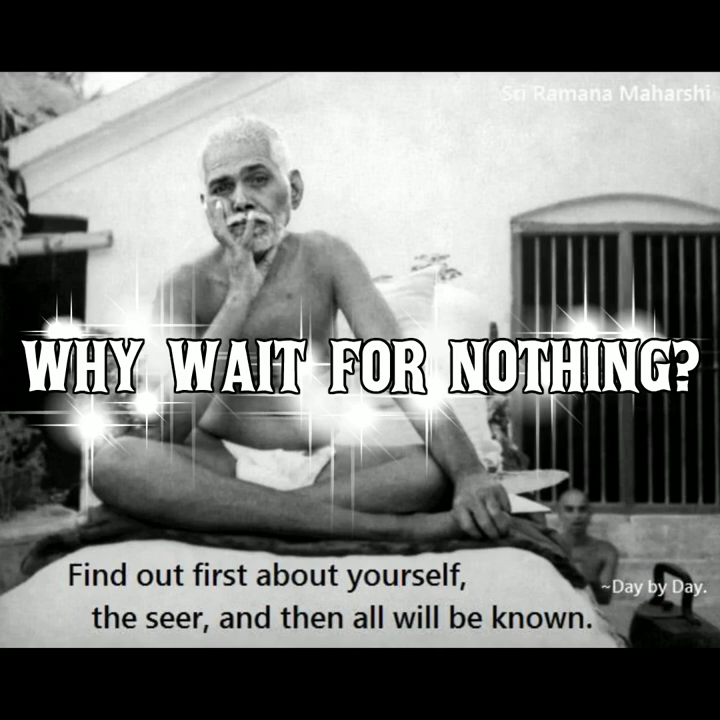 Sri Ramana Maharshi
WHY WAIT FOR NOTHING?
Find out first about yourself,
the seer, and then all will be known.
~Day by Day.